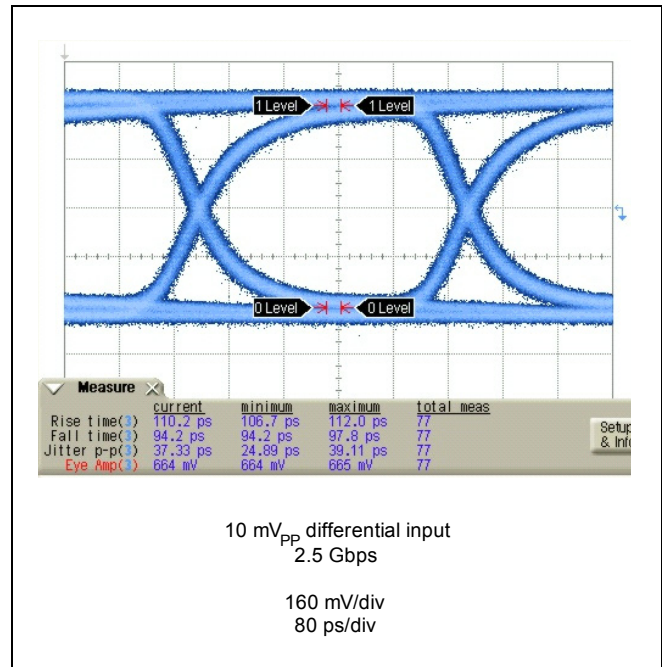 1 Level 1 Level
0 Level 0 Level
Measure
current minimum maximum total meas
Rise time(3) 110.2 ps 106.7 ps 112.0 ps 77
Fall time(3) 94.2 ps 94.2 ps 97.8 ps 77
Jitter p-p(3) 37.33 ps 24.89 ps 39.11 ps 77
Eye Amp(3) 664 mV 664 mV 665 mV 77
Setup
& Info
10 mVPP differential input
2.5 Gbps
160 mV/div
80 ps/div